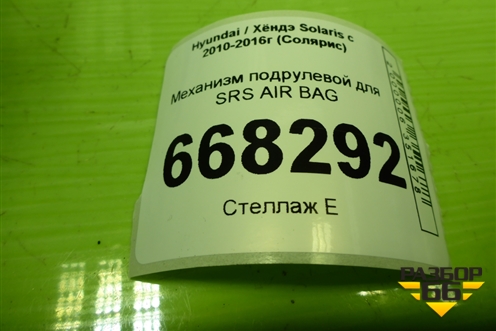 Hyundai / Хёндэ Solaris с
2010-2016г (Солярис)
Механизм подрулевой для
SRS AIR BAG
668292
Стеллаж Е
РАЗБОР
66